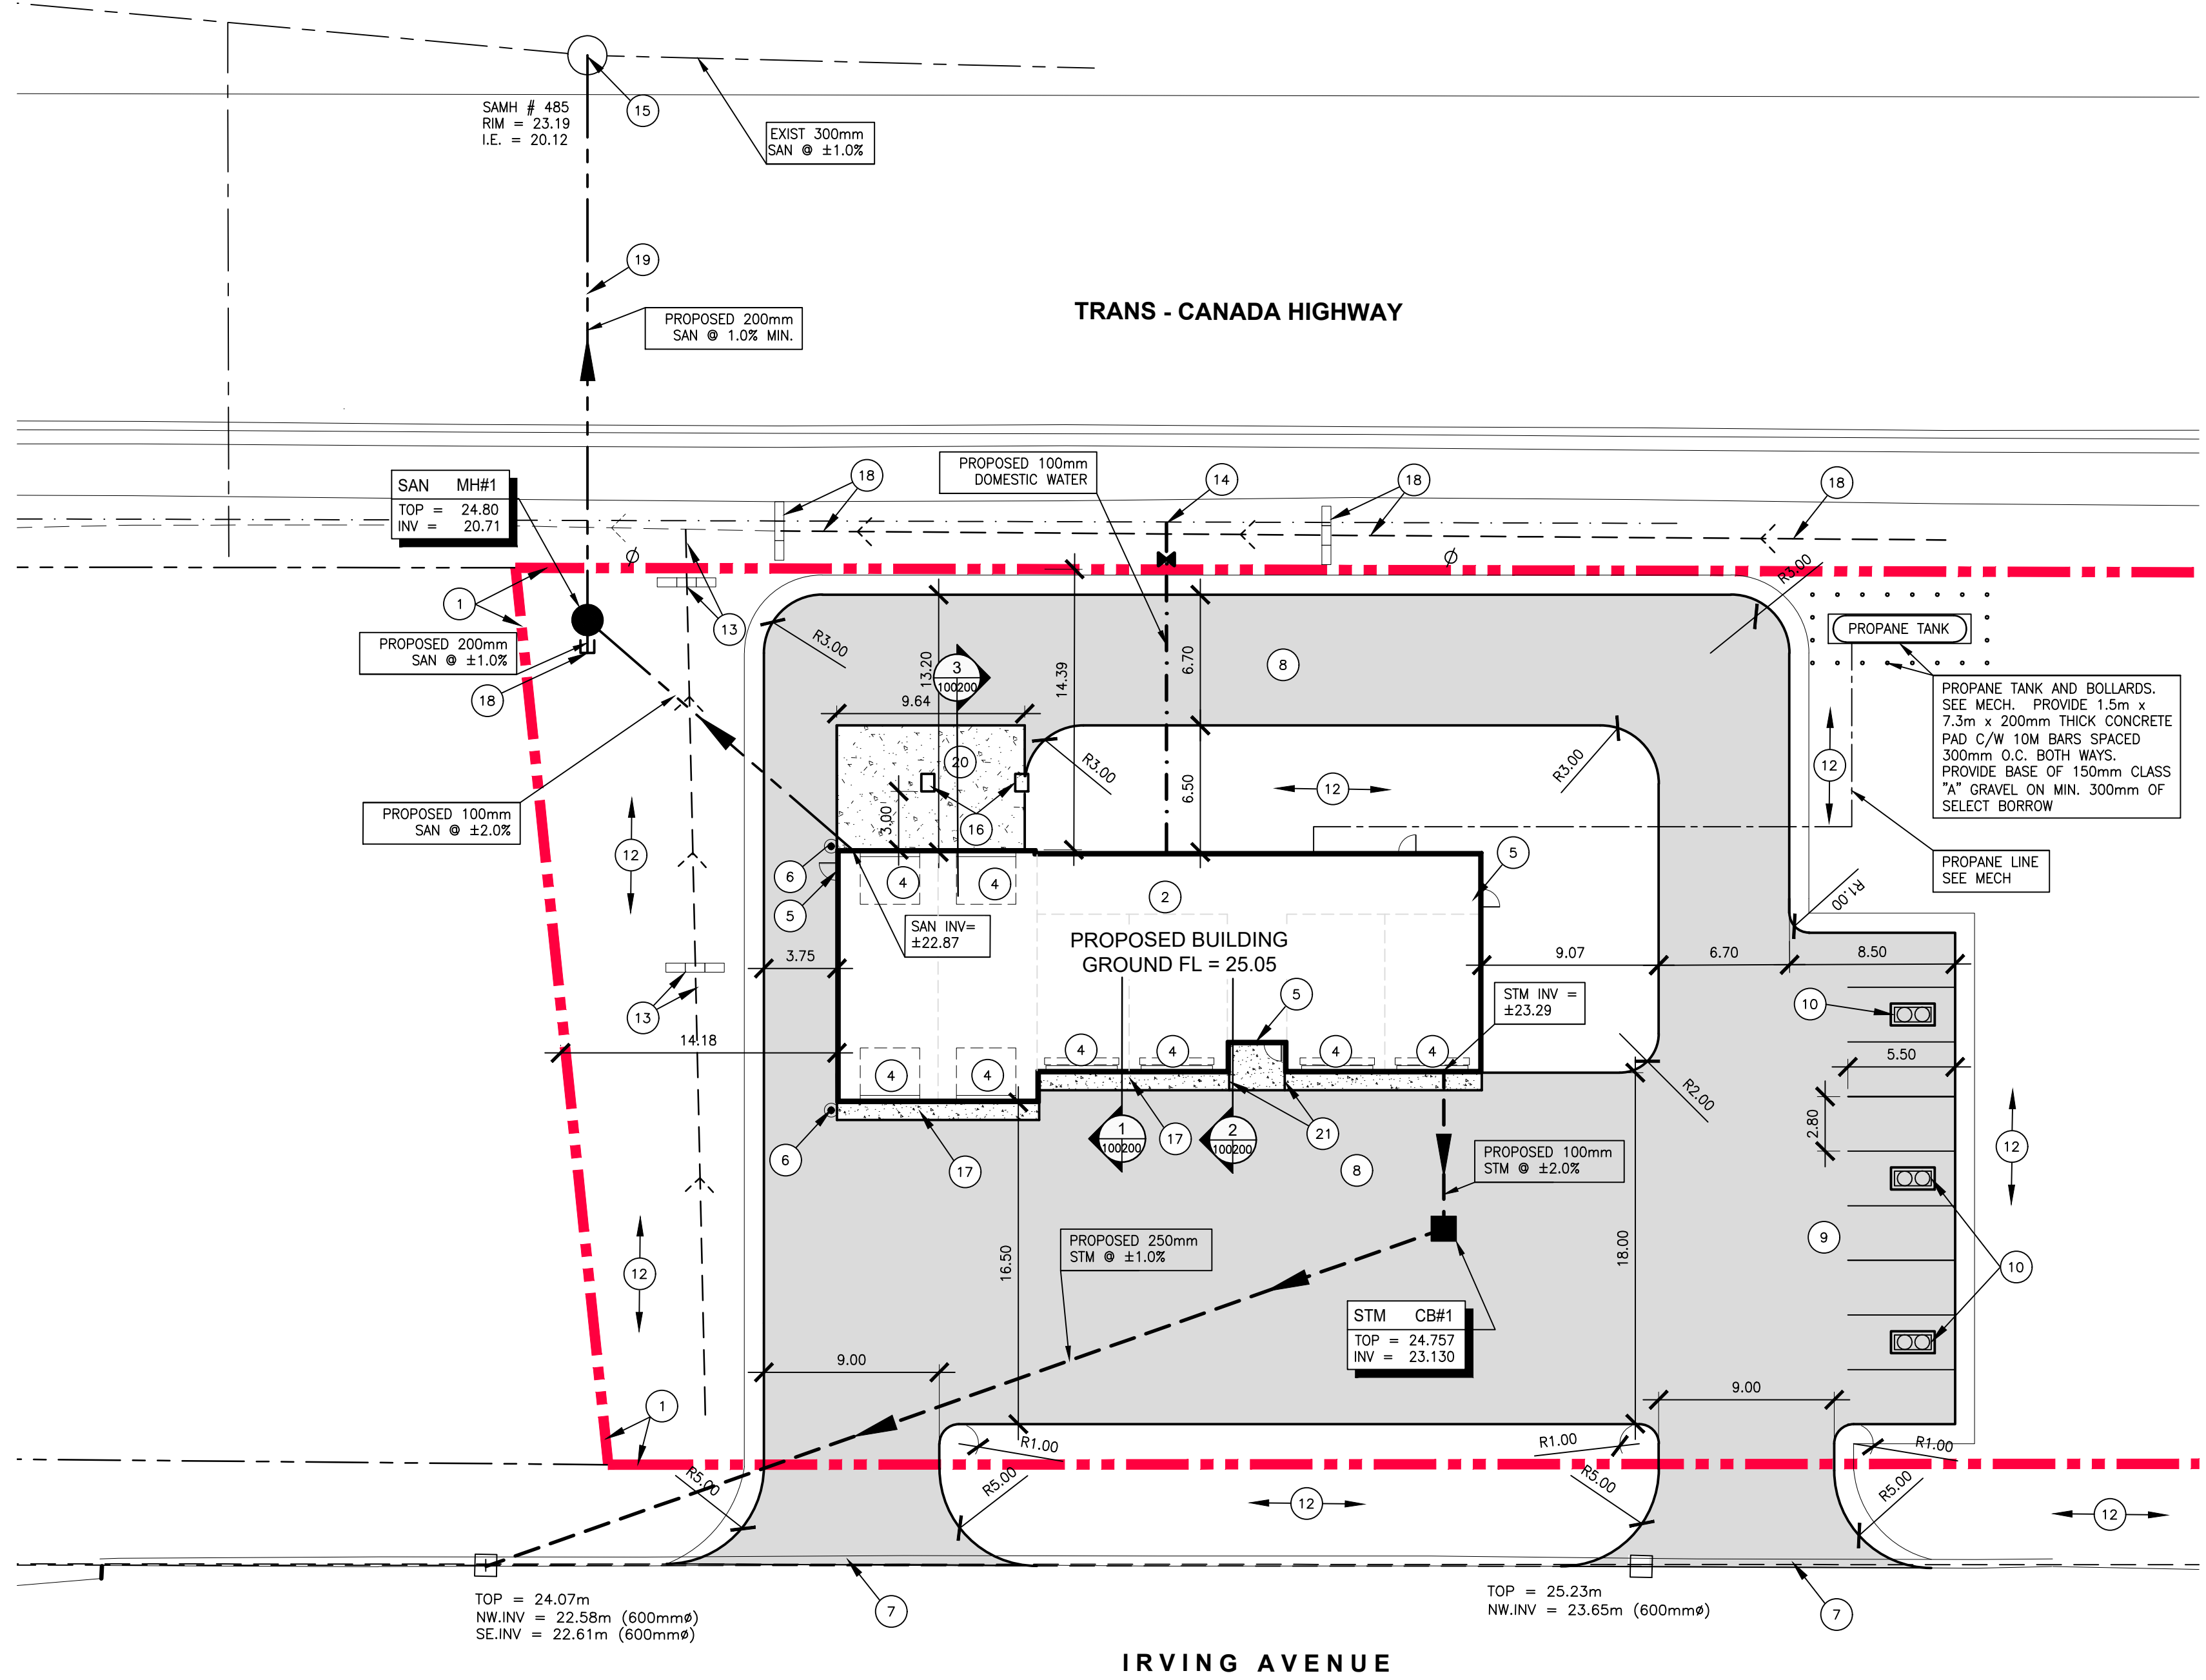 SAMH # 485
RIM = 23.19
I.E. = 20.12
15
EXIST 300mm
SAN @ ±1.0%
19
PROPOSED 200mm
SAN @ 1.0% MIN.
TRANS - CANADA HIGHWAY
SAN MH#1
TOP = 24.80
INV = 20.71
18
PROPOSED 100mm
DOMESTIC WATER
14
18
18
1
13
PROPOSED 200mm
SAN @ ±1.0%
18
R3.00
13.20
3
100200
9.64
14.39
6.70
8
R3.00
PROPANE TANK
PROPANE TANK AND BOLLARDS.
SEE MECH. PROVIDE 1.5m x
7.3m x 200mm THICK CONCRETE
PAD C/W 10M BARS SPACED
300mm O.C. BOTH WAYS.
PROVIDE BASE OF 150mm CLASS
"A" GRAVEL ON MIN. 300mm OF
SELECT BORROW
12
20
R3.00
6.50
12
R3.00
PROPOSED 100mm
SAN @ ±2.0%
3.00
16
12
6
5
4
4
2
5
PROPANE LINE
SEE MECH
R1.00
SAN INV=
±22.87
PROPOSED BUILDING
GROUND FL = 25.05
3.75
9.07
6.70
8.50
13
5
STM INV =
±23.29
10
14.18
4
4
4
4
4
4
5.50
R2.00
2.80
6
17
1
100200
17
2
100200
21
8
PROPOSED 100mm
STM @ ±2.0%
12
12
16.50
PROPOSED 250mm
STM @ ±1.0%
18.00
9
10
STM CB#1
TOP = 24.757
INV = 23.130
9.00
9.00
1
R1.00
R1.00
R1.00
R5.00
R5.00
R5.00
R5.00
12
12
TOP = 24.07m
NW.INV = 22.58m (600mmø)
SE.INV = 22.61m (600mmø)
7
TOP = 25.23m
NW.INV = 23.65m (600mmø)
7
IRVING AVENUE